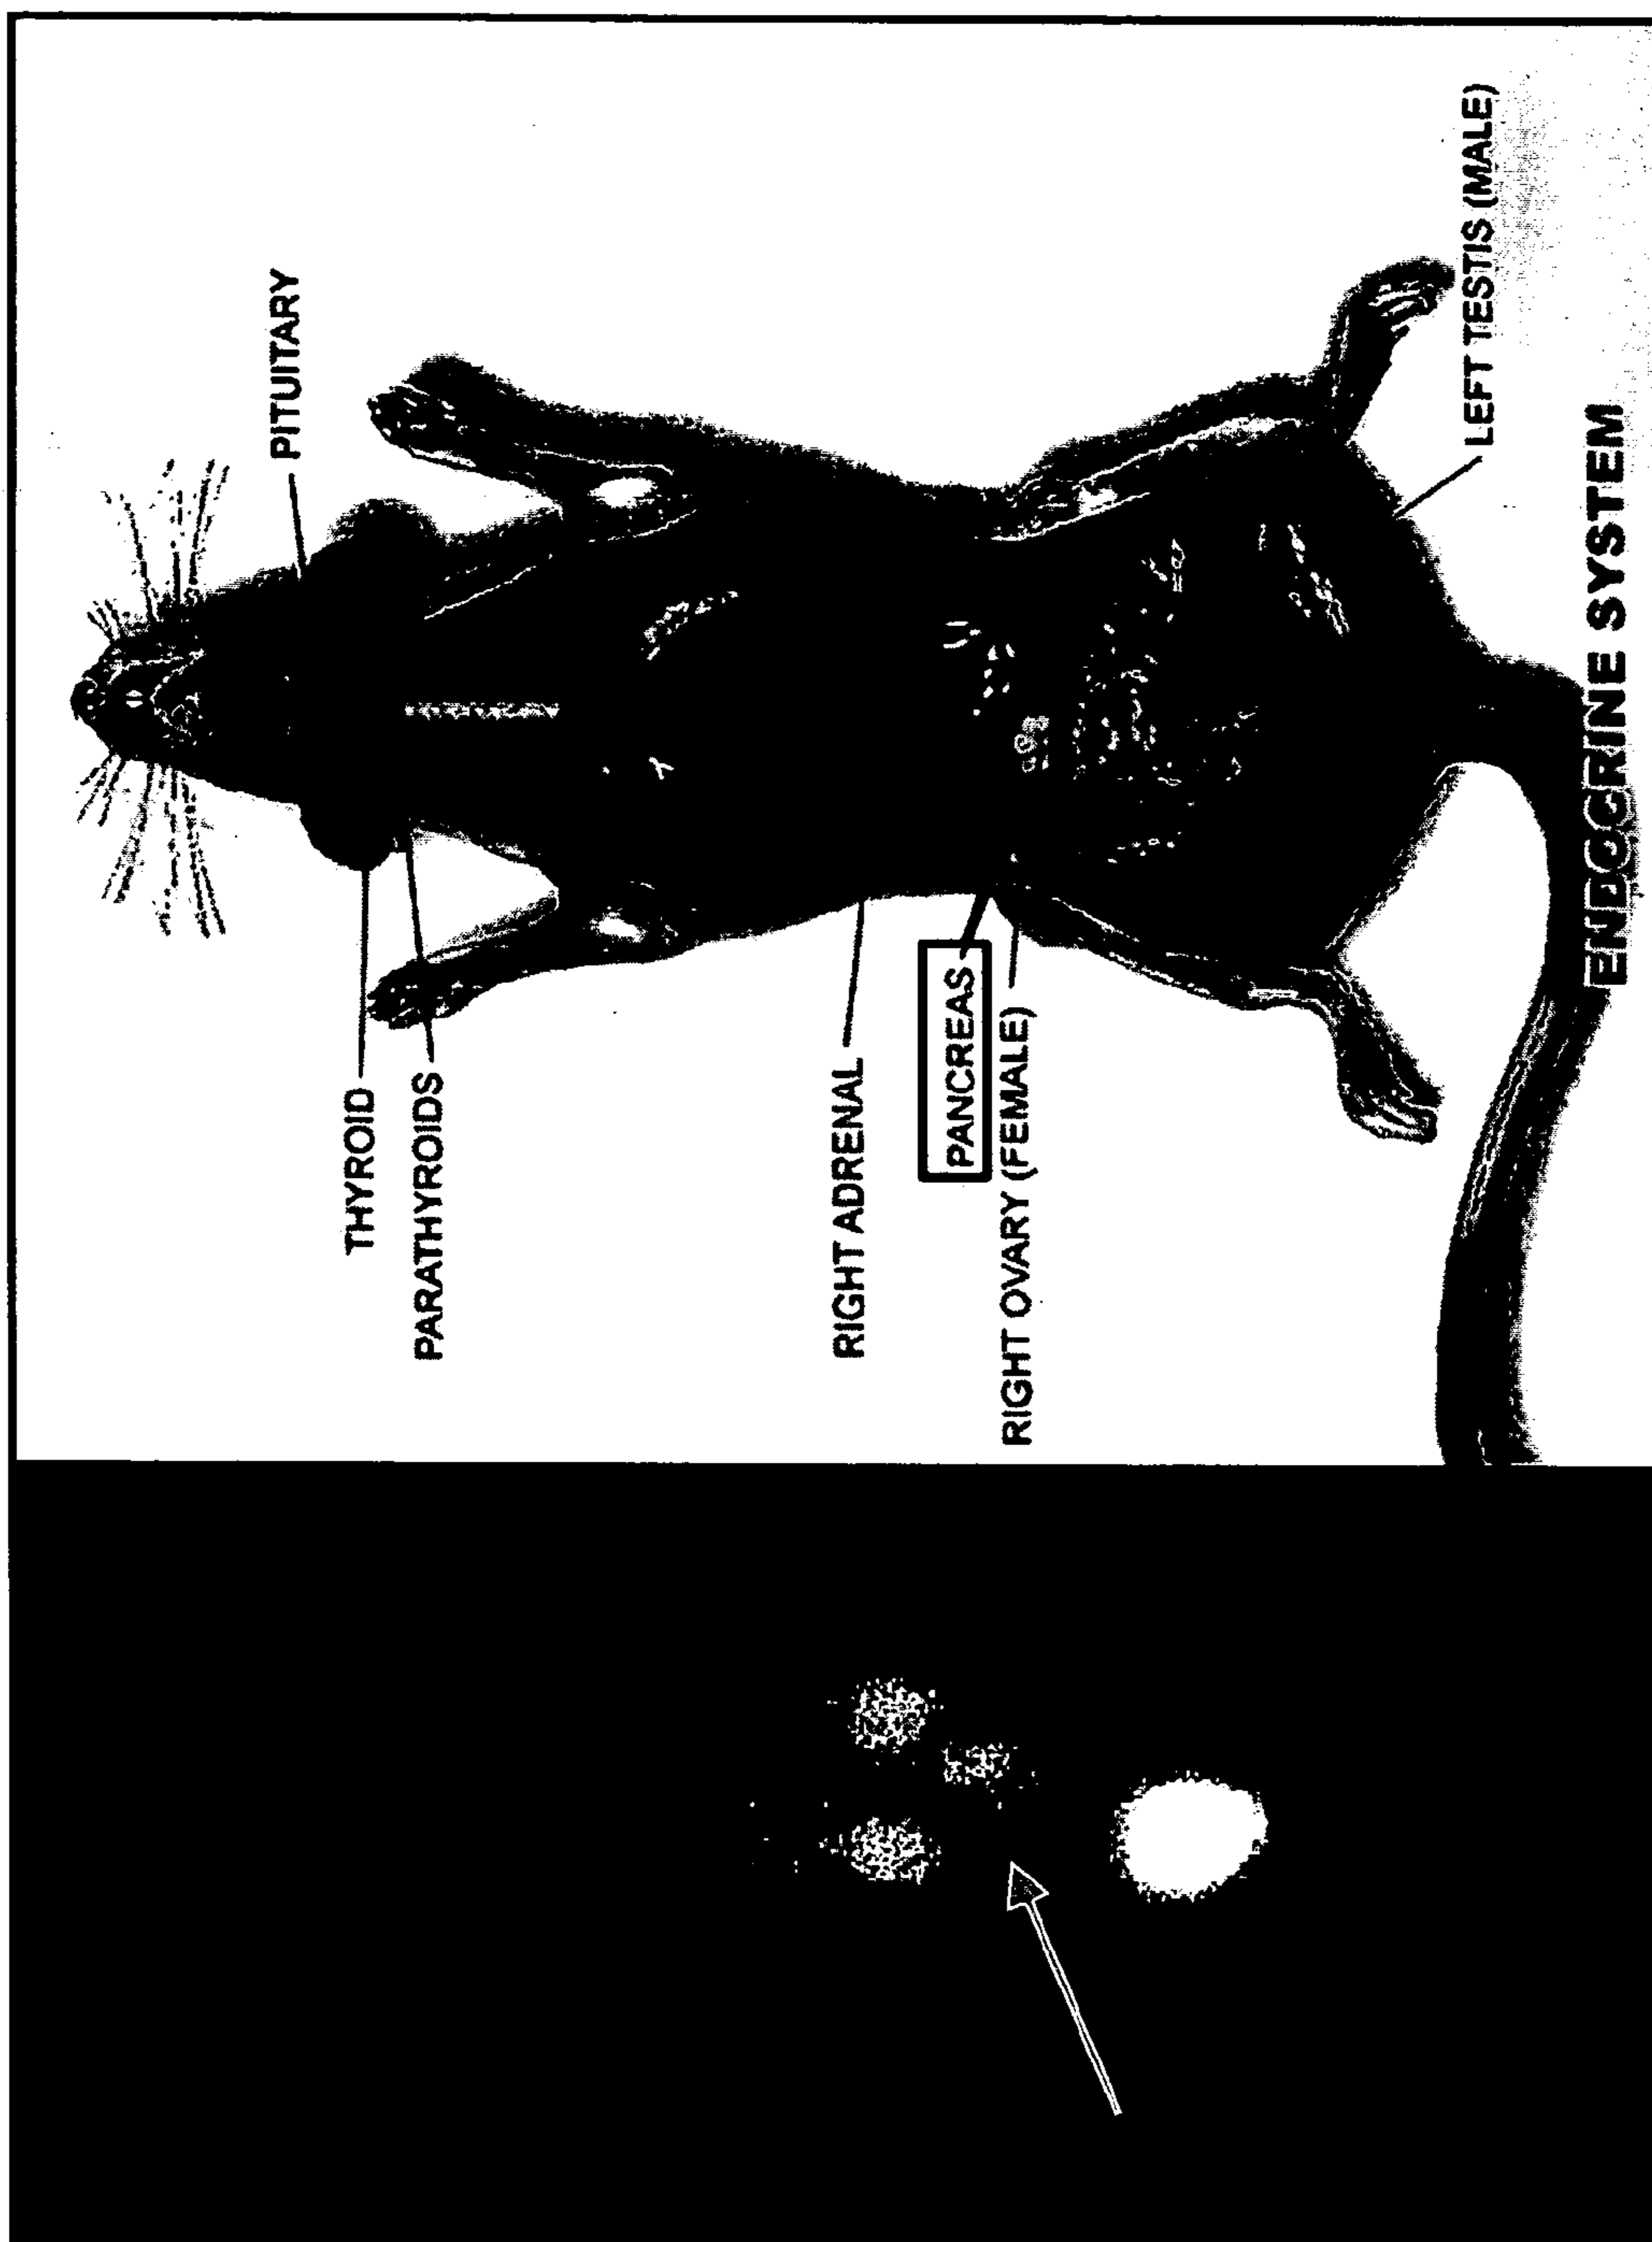 PITUITARY
THYROID
PARATHYROIDS
RIGHT ADRENAL
PANCREAS
RIGHT OVARY (FEMALE)
LEFT TESTIS (MALE)
ENDOCRINE SYSTEM